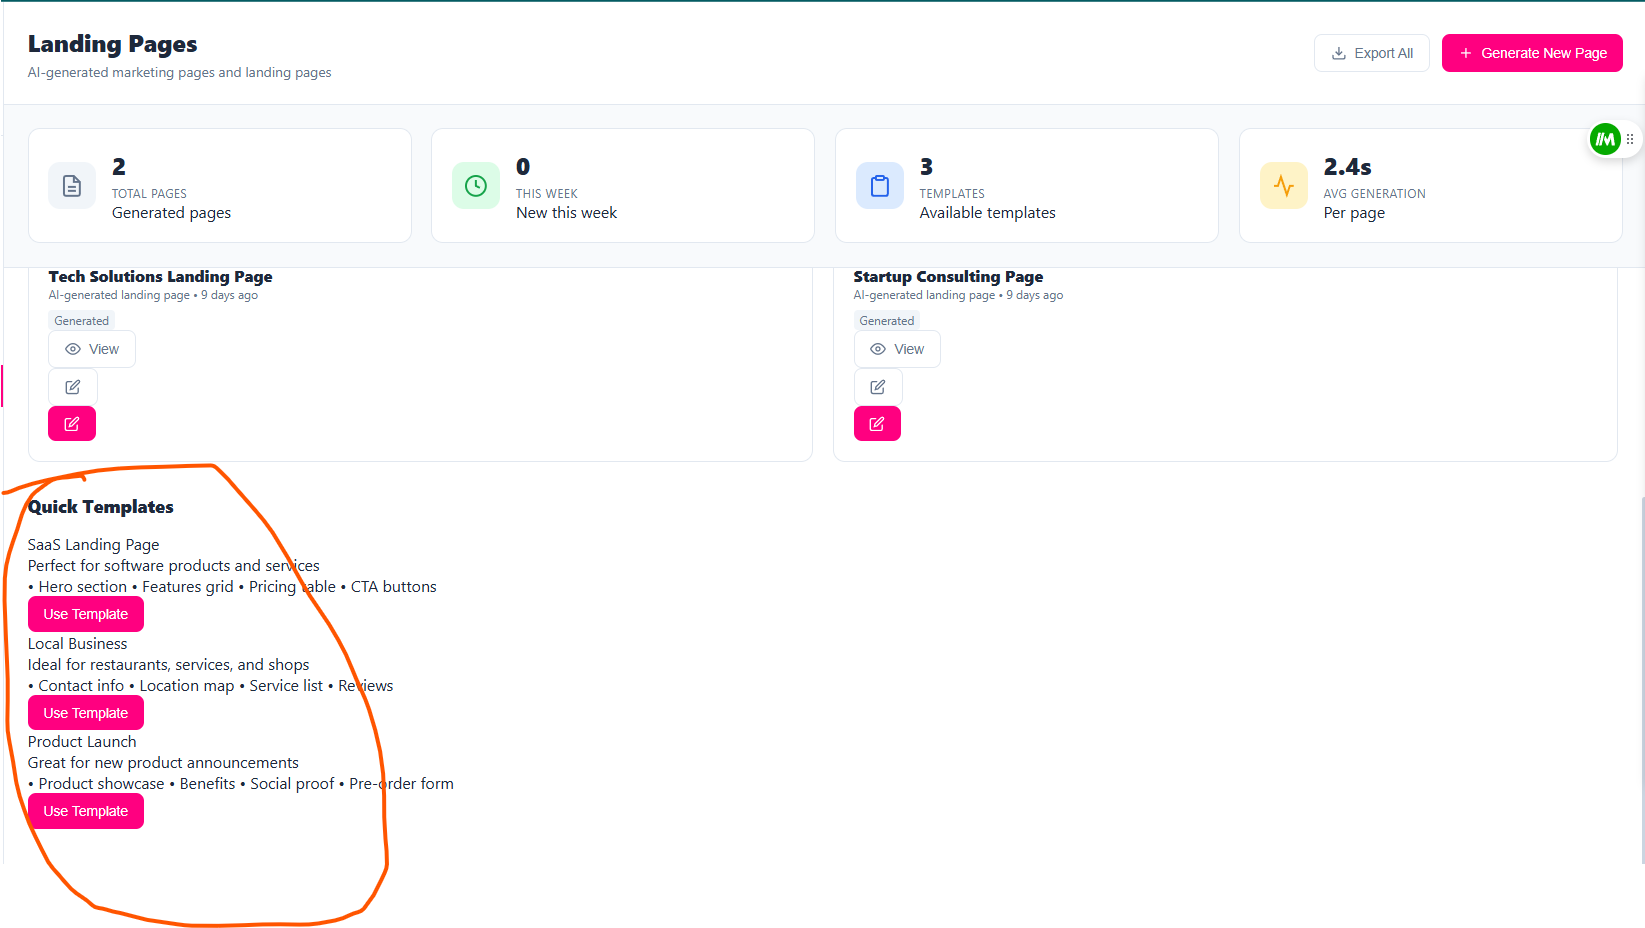 Landing Pages
AI-generated marketing pages and landing pages
Export All
Generate New Page
2
TOTAL PAGES
Generated pages
0
THIS WEEK
New this week
3
TEMPLATES
Available templates
2.4s
AVG GENERATION
Per page
Tech Solutions Landing Page
AI-generated landing page • 9 days ago
Generated
View
Startup Consulting Page
AI-generated landing page • 9 days ago
Generated
View
Quick Templates
SaaS Landing Page
Perfect for software products and services
• Hero section • Features grid • Pricing table • CTA buttons
Use Template
Local Business
Ideal for restaurants, services, and shops
• Contact info • Location map • Service list • Reviews
Use Template
Product Launch
Great for new product announcements
• Product showcase • Benefits • Social proof • Pre-order form
Use Template